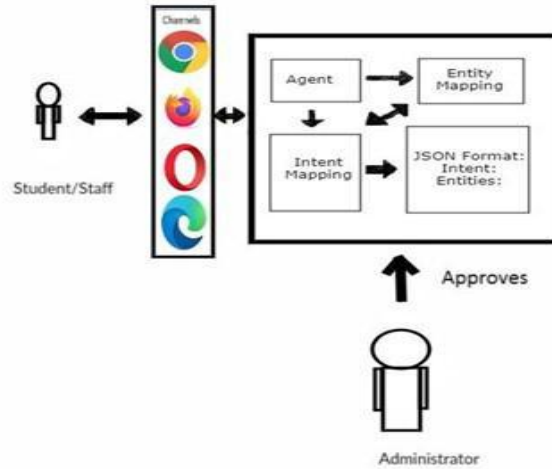 Channels
Agent
Entity
Mapping
Intent
Mapping
JSON Format:
Intent:
Entities:
Student/Staff
Approves
Administrator